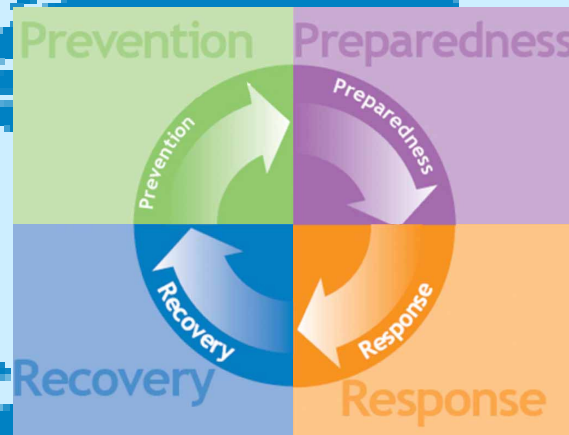 Prevention
Preparedness
Prevention
Preparedness
Recovery
Response
Recovery
Response